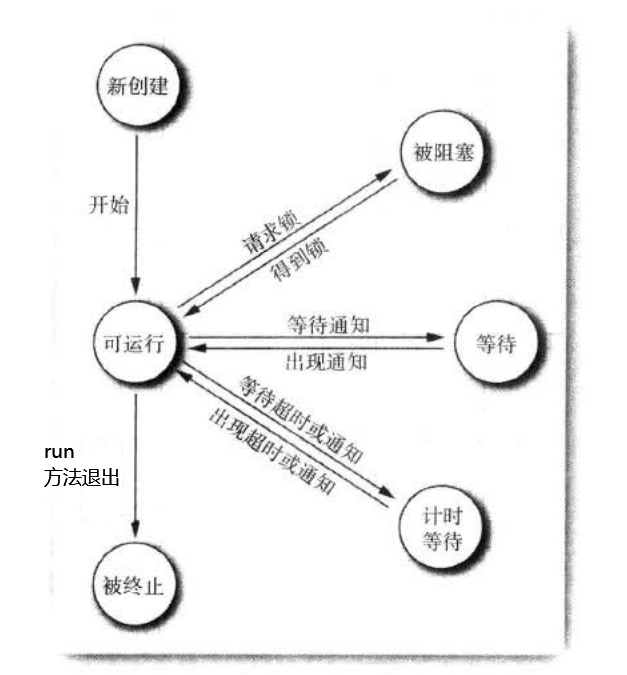 新创建
开始
被阻塞
请求锁
得到锁
可运行
等待通知
出现通知
等待
等待超时或通知
出现超时或通知
run
方法退出
计时
等待
被终止